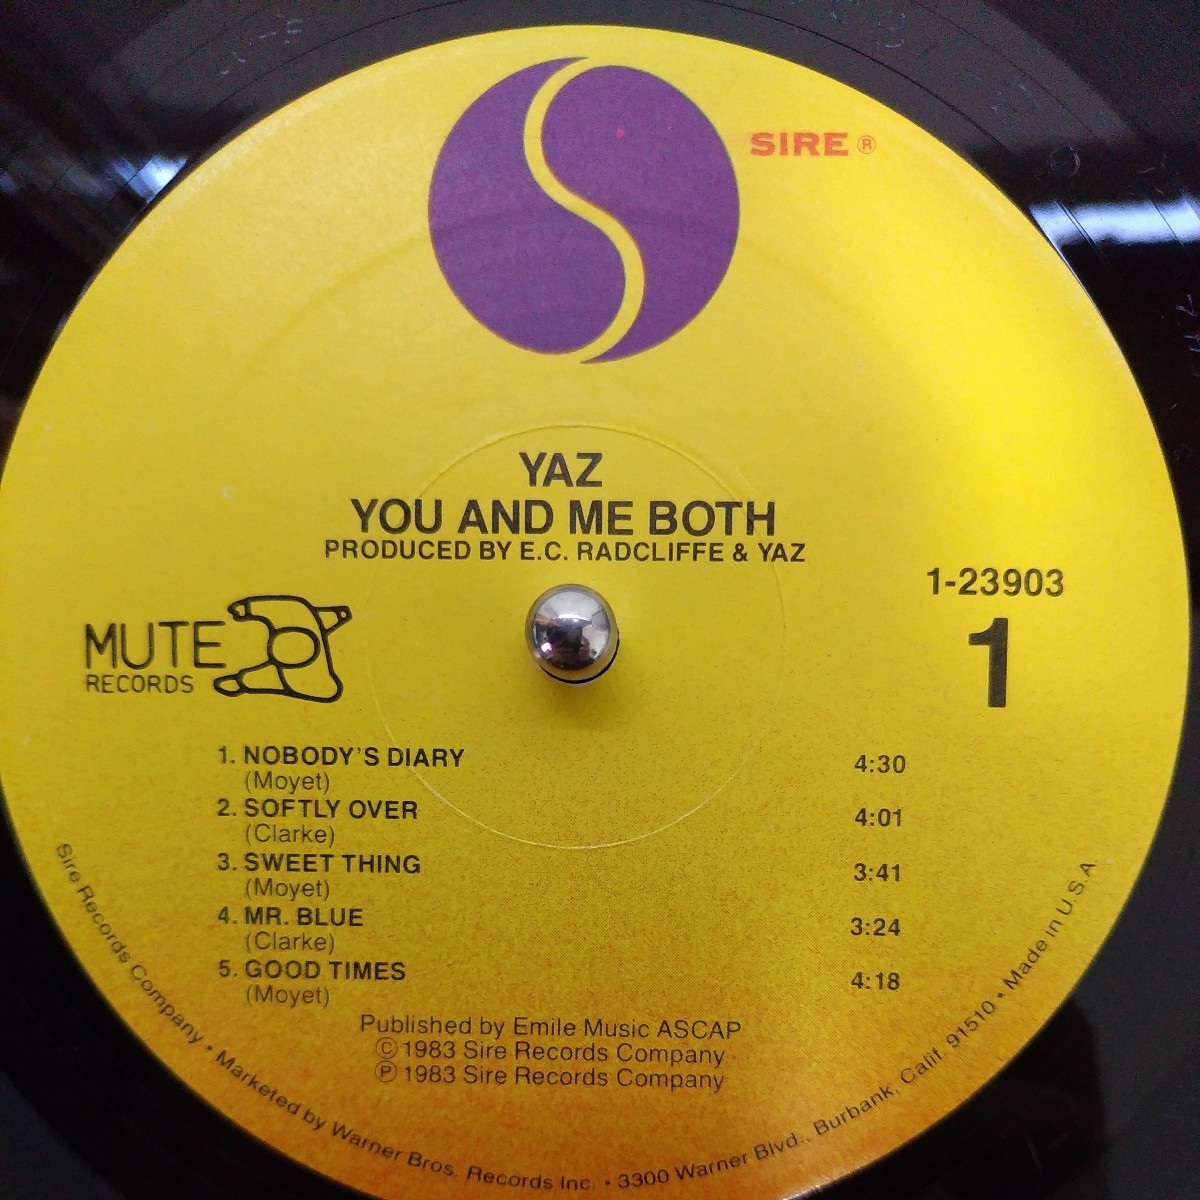 SIRE ®
YAZ
YOU AND ME BOTH
PRODUCED BY E.C. RADCLIFFE & YAZ
1-23903
1
MUTE
RECORDS
1. NOBODY'S DIARY 4:30
(Moyet)
2. SOFTLY OVER 4:01
(Clarke)
3. SWEET THING 3:41
(Moyet)
4. MR. BLUE 3:24
(Clarke)
5. GOOD TIMES 4:18
(Moyet)
Published by Emile Music ASCAP
Ⓒ 1983 Sire Records Company
Ⓟ 1983 Sire Records Company
Sire Records Company • Marketed by Warner Bros. Records Inc. • 3300 Warner Blvd., Burbank, Calif. 91510 • Made in U.S.A.